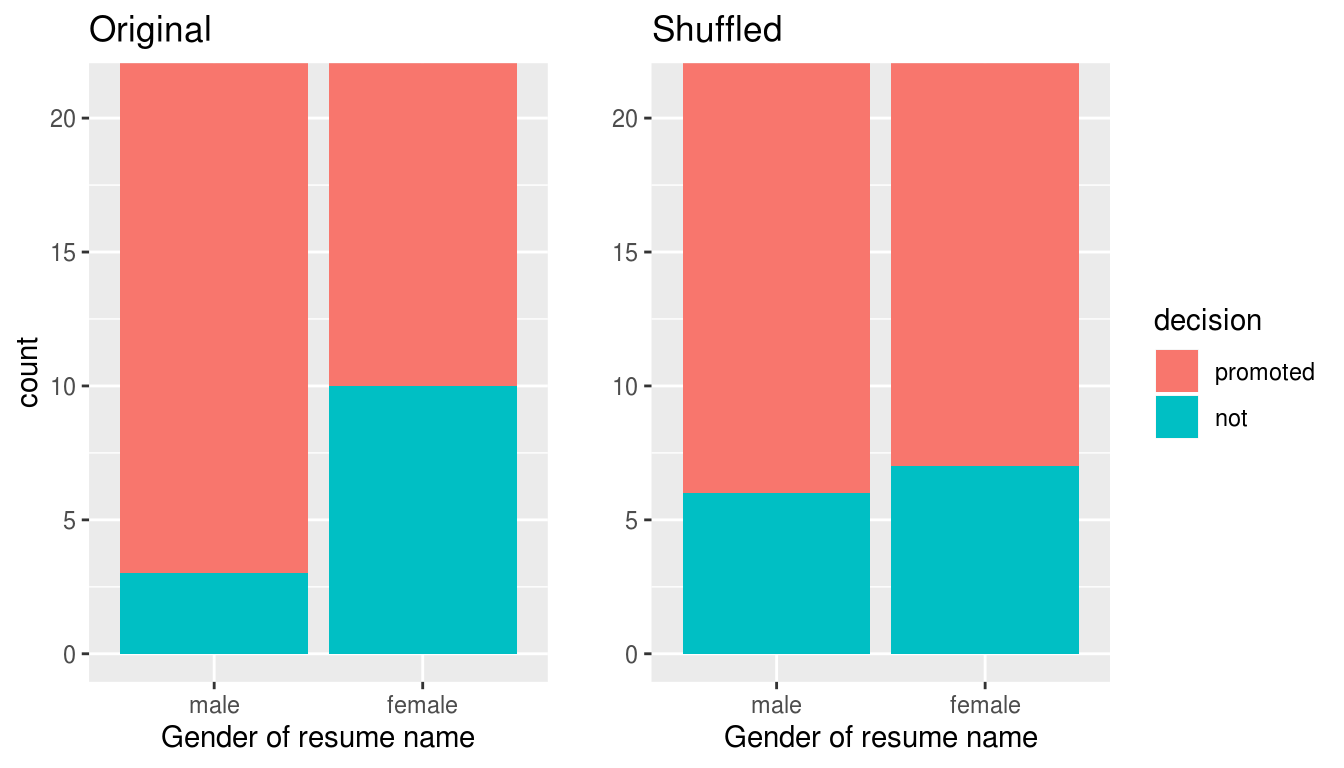 Original
Shuffled
count
20
15
10
5
0
male
female
Gender of resume name
20
15
10
5
0
male
female
Gender of resume name
decision
promoted
not